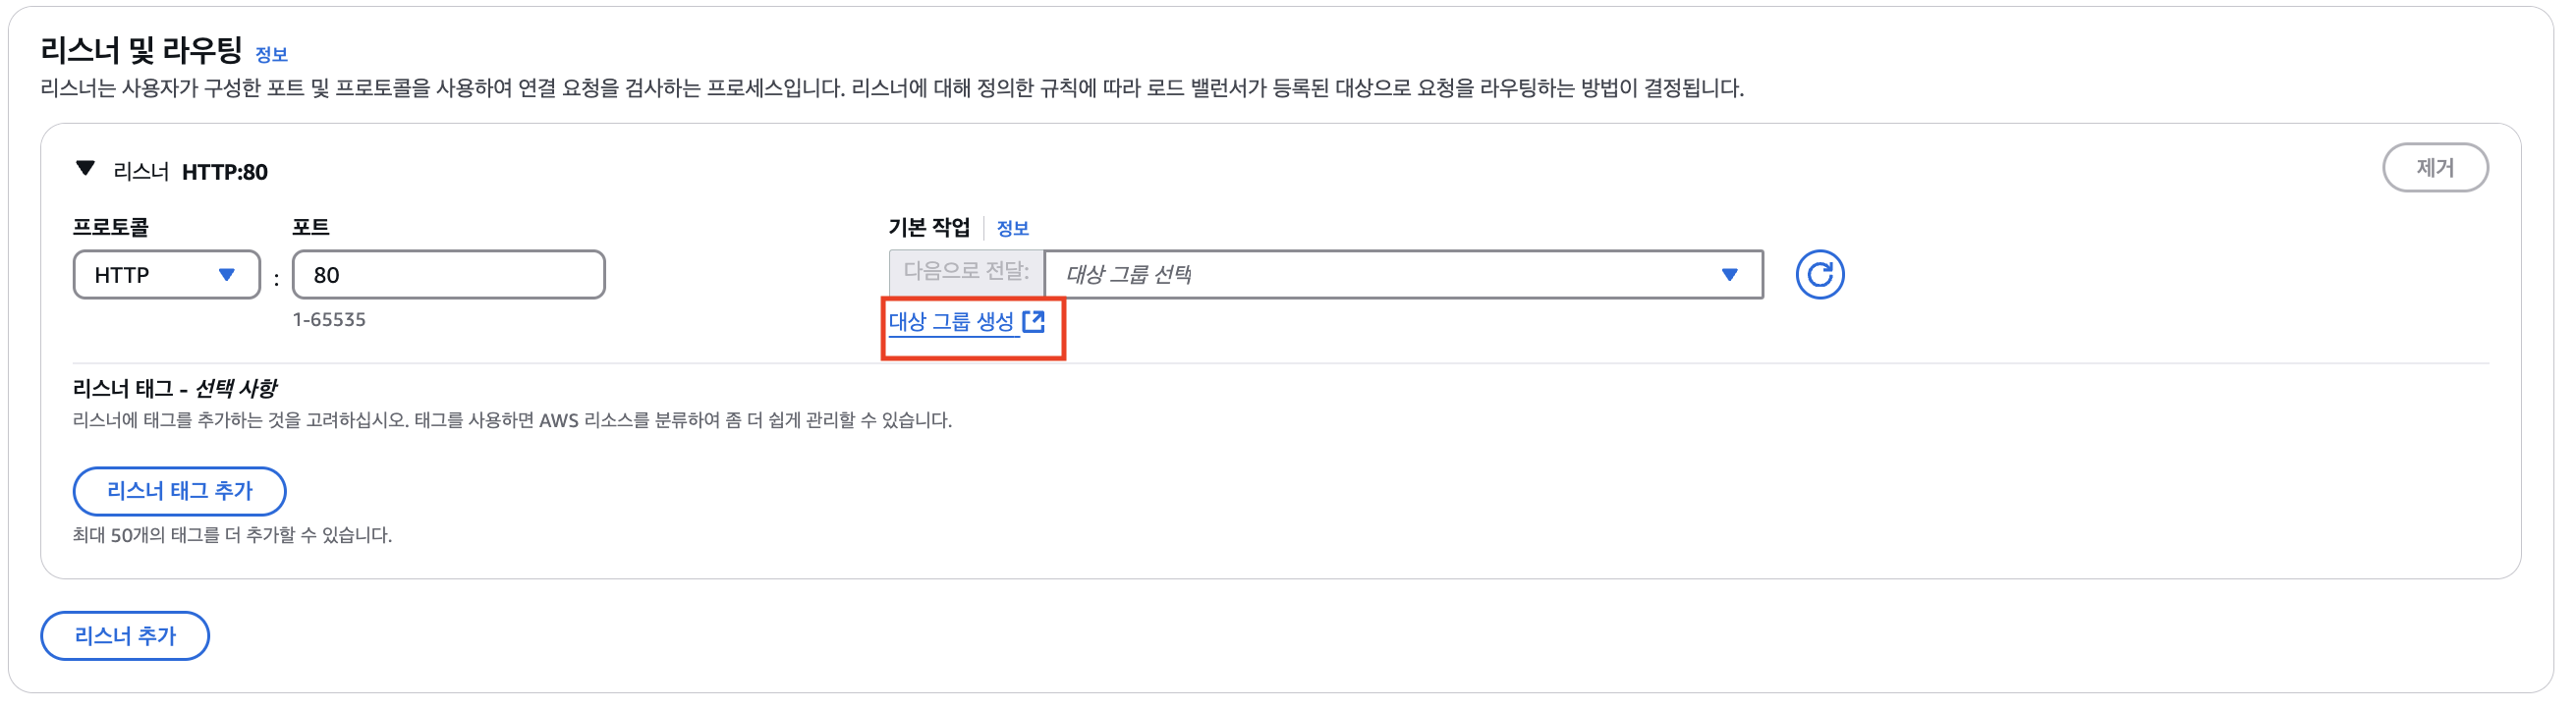 리스너 및 라우팅 정보
리스너는 사용자가 구성한 포트 및 프로토콜을 사용하여 연결 요청을 검사하는 프로세스입니다. 리스너에 대해 정의한 규칙에 따라 로드 밸런서가 등록된 대상으로 요청을 라우팅하는 방법이 결정됩니다.
리스너 HTTP:80
제거
프로토콜 포트 기본 작업 정보
HTTP : 80 다음으로 전달: 대상 그룹 선택
1-65535 대상 그룹 생성
리스너 태그 - 선택 사항
리스너에 태그를 추가하는 것을 고려하십시오. 태그를 사용하면 AWS 리소스를 분류하여 좀 더 쉽게 관리할 수 있습니다.
리스너 태그 추가
최대 50개의 태그를 더 추가할 수 있습니다.
리스너 추가